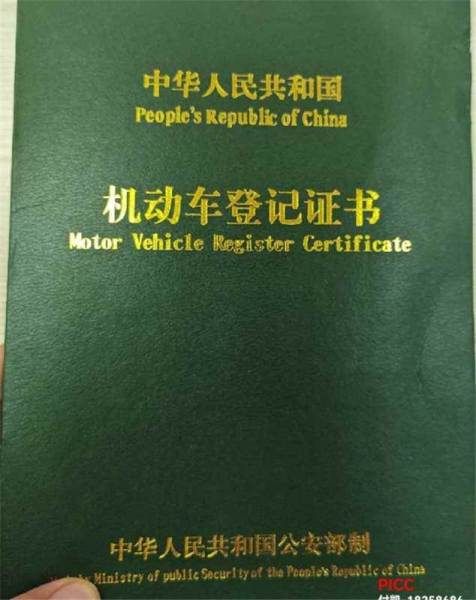 中华人民共和国
People's Republic of China
机动车登记证书
Motor Vehicle Register Certificate
中华人民共和国公安部制
Ministry of public Security of the People's Republic of China
PICC